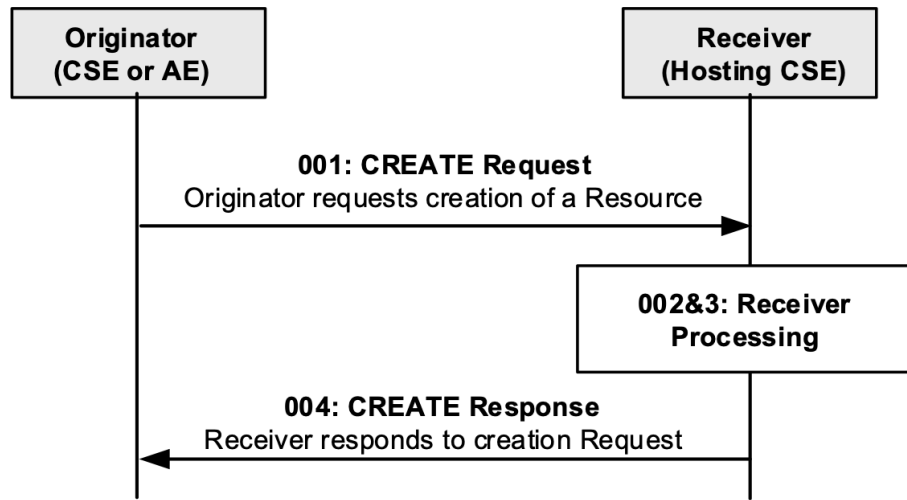 Originator
(CSE or AE)
Receiver
(Hosting CSE)
001: CREATE Request
Originator requests creation of a Resource
002&3: Receiver
Processing
004: CREATE Response
Receiver responds to creation Request